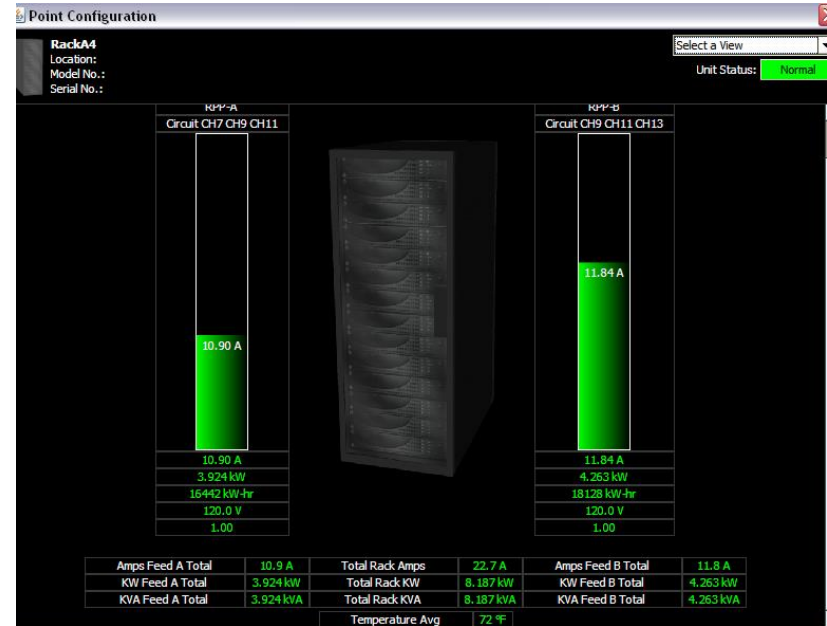 Point Configuration
RackA4
Location:
Model No.:
Serial No.:
Select a View
Unit Status: Normal
RPP-A
Circuit CH7 CH9 CH11
10.90 A
10.90 A
3.924 kW
16442 kW-hr
120.0 V
1.00
RPP-B
Circuit CH9 CH11 CH13
11.84 A
11.84 A
4.263 kW
18128 kW-hr
120.0 V
1.00
Amps Feed A Total 10.9 A Total Rack Amps 22.7 A Amps Feed B Total 11.8 A
KW Feed A Total 3.924 kW Total Rack KW 8.187 kW KW Feed B Total 4.263 kW
KVA Feed A Total 3.924 kVA Total Rack KVA 8.187 kVA KVA Feed B Total 4.263 kVA
Temperature Avg 72 °F